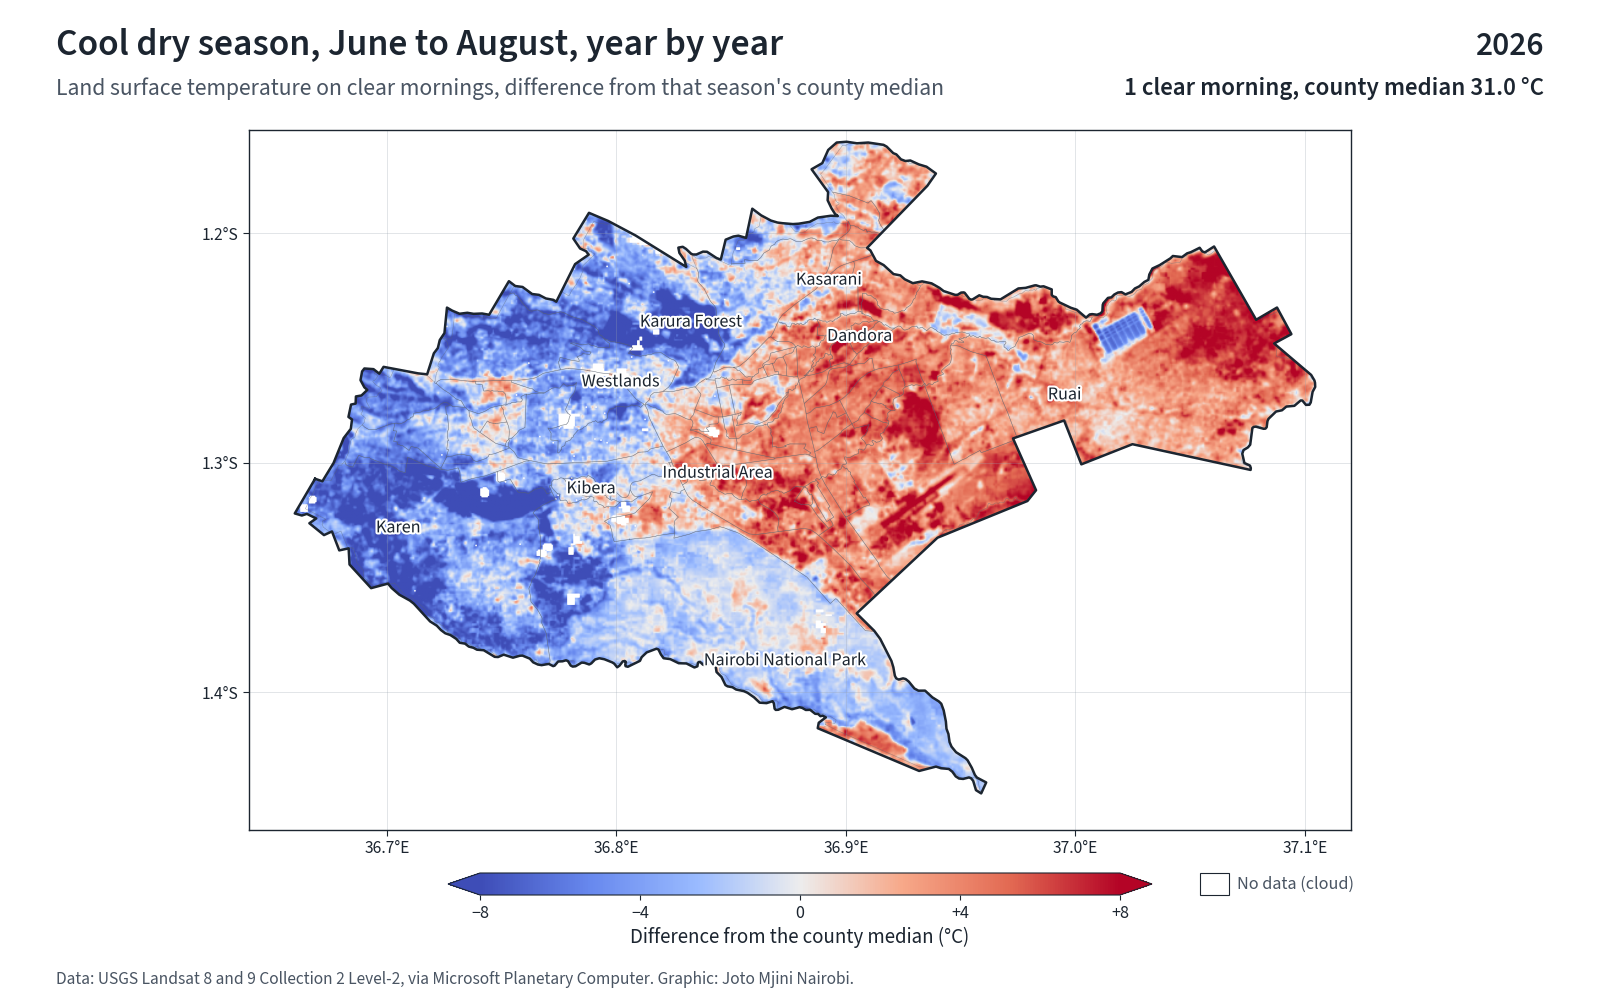 Cool dry season, June to August, year by year
2026
Land surface temperature on clear mornings, difference from that season's county median
1 clear morning, county median 31.0 °C
1.2°S
1.3°S
1.4°S
Kasarani
Karura Forest
Dandora
Westlands
Ruai
Industrial Area
Kibera
Karen
Nairobi National Park
36.7°E
36.8°E
36.9°E
37.0°E
37.1°E
No data (cloud)
−8
−4
0
+4
+8
Difference from the county median (°C)
Data: USGS Landsat 8 and 9 Collection 2 Level-2, via Microsoft Planetary Computer. Graphic: Joto Mjini Nairobi.